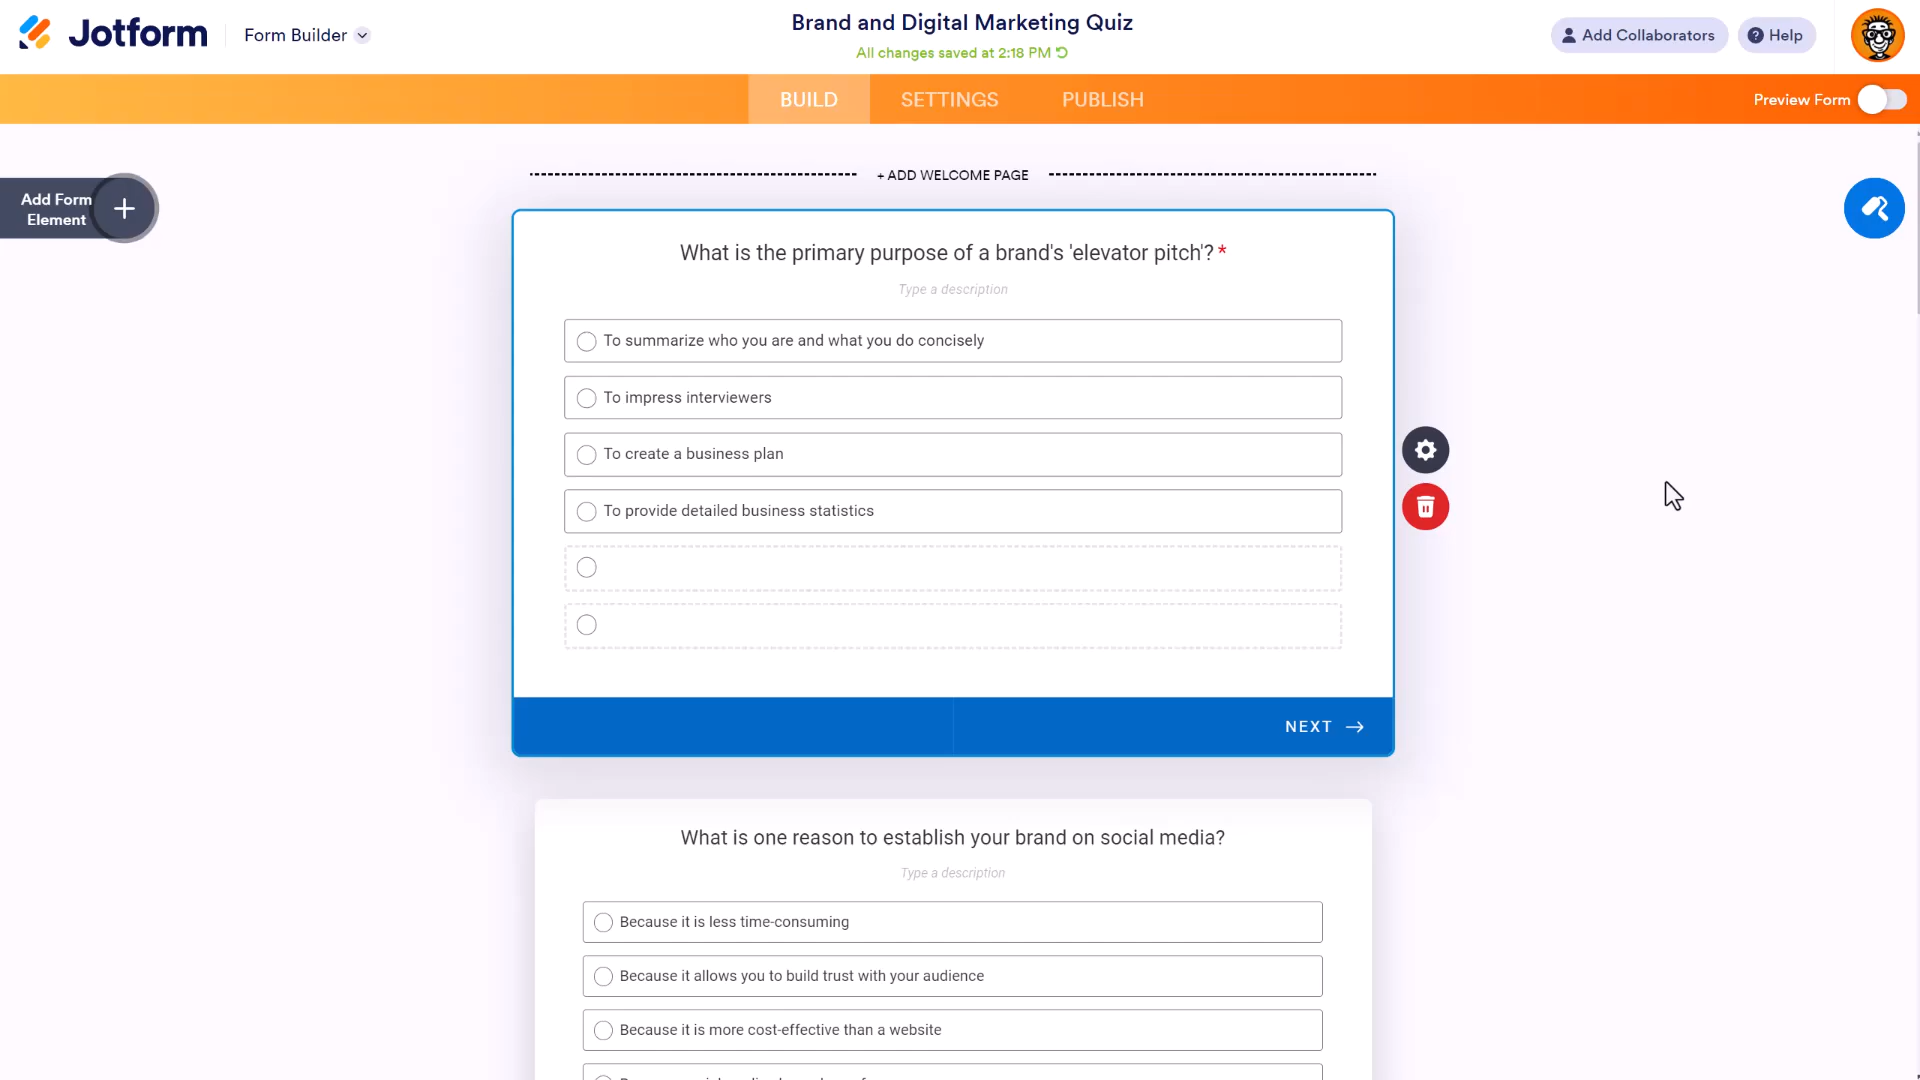 Jotform
Form Builder
Brand and Digital Marketing Quiz
All changes saved at 2:18 PM
Add Collaborators
Help
BUILD
SETTINGS
PUBLISH
Preview Form
Add Form
Element
+ ADD WELCOME PAGE
What is the primary purpose of a brand's 'elevator pitch'? *
Type a description
To summarize who you are and what you do concisely
To impress interviewers
To create a business plan
To provide detailed business statistics
NEXT
What is one reason to establish your brand on social media?
Type a description
Because it is less time-consuming
Because it allows you to build trust with your audience
Because it is more cost-effective than a website